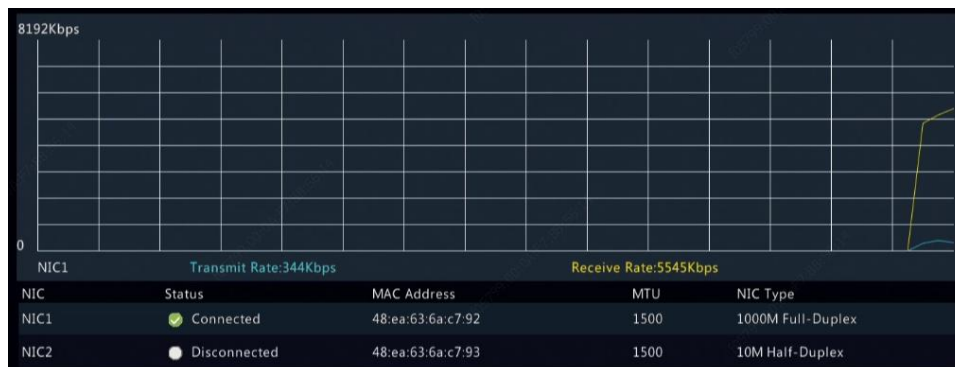 8192Kbps
0
NIC1 Transmit Rate:344Kbps Receive Rate:5545Kbps
NIC Status MAC Address MTU NIC Type
NIC1 Connected 48:ea:63:6a:c7:92 1500 1000M Full-Duplex
NIC2 Disconnected 48:ea:63:6a:c7:93 1500 10M Half-Duplex